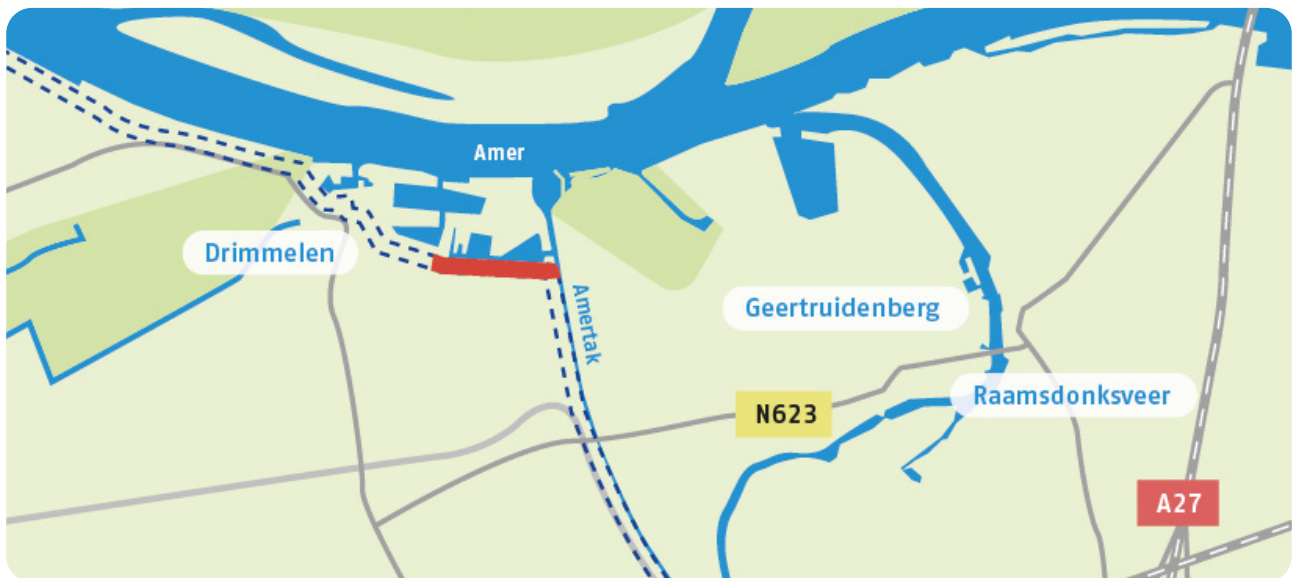 Amer
Drimmelen
Amertak
Geertruidenberg
Raamsdonksveer
N623
A27